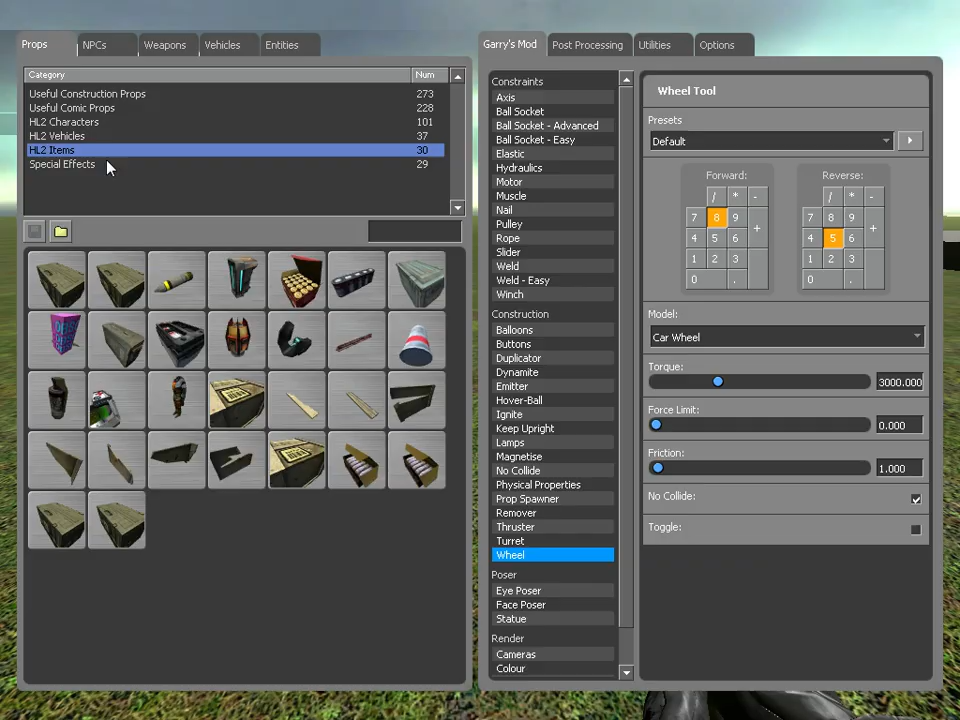 Props
NPCs
Weapons
Vehicles
Entities
Category
Num
Useful Construction Props
273
Useful Comic Props
228
HL2 Characters
101
HL2 Vehicles
37
HL2 Items
30
Special Effects
29
Garry's Mod
Post Processing
Utilities
Options
Constraints
Axis
Ball Socket
Ball Socket - Advanced
Ball Socket - Easy
Elastic
Hydraulics
Motor
Muscle
Nail
Pulley
Rope
Slider
Weld
Weld - Easy
Winch
Construction
Balloons
Buttons
Duplicator
Dynamite
Emitter
Hover-Ball
Ignite
Keep Upright
Lamps
Magnetise
No Collide
Physical Properties
Prop Spawner
Remover
Thruster
Turret
Wheel
Poser
Eye Poser
Face Poser
Statue
Render
Cameras
Colour
Wheel Tool
Presets
Default
Forward:
/ * -
7 8 9 +
4 5 6
1 2 3
0 .
Reverse:
/ * -
7 8 9 +
4 5 6
1 2 3
0 .
Model:
Car Wheel
Torque:
3000.000
Force Limit:
0.000
Friction:
1.000
No Collide:
Toggle: